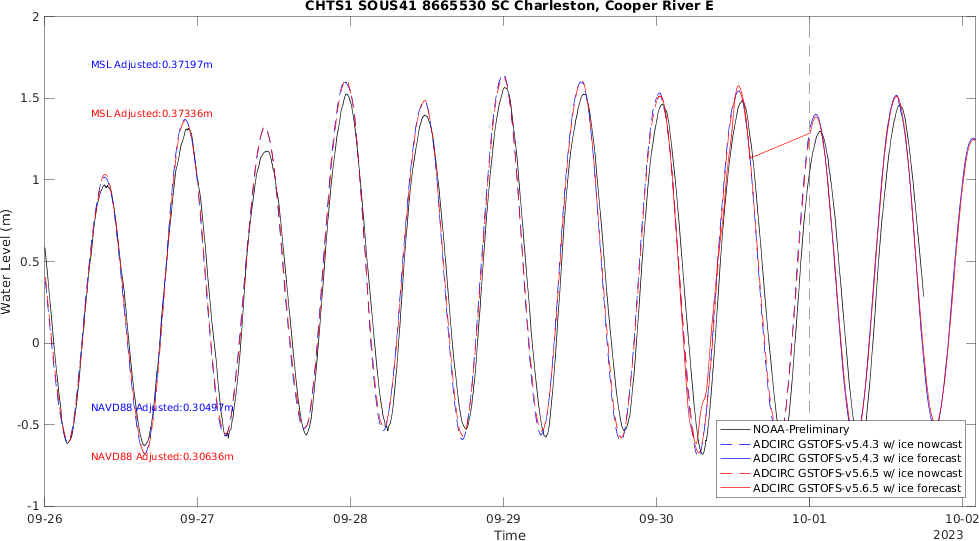 CHTS1 SOUS41 8665530 SC Charleston, Cooper River E
2
1.5
1
0.5
0
-0.5
-1
Water Level (m)
MSL Adjusted:0.37197m
MSL Adjusted:0.37336m
NAVD88 Adjusted:0.30497m
NAVD88 Adjusted:0.30636m
NOAA-Preliminary
ADCIRC GSTOFS-v5.4.3 w/ ice nowcast
ADCIRC GSTOFS-v5.4.3 w/ ice forecast
ADCIRC GSTOFS-v5.6.5 w/ ice nowcast
ADCIRC GSTOFS-v5.6.5 w/ ice forecast
09-26 09-27 09-28 09-29 09-30 10-01 10-02
Time 2023